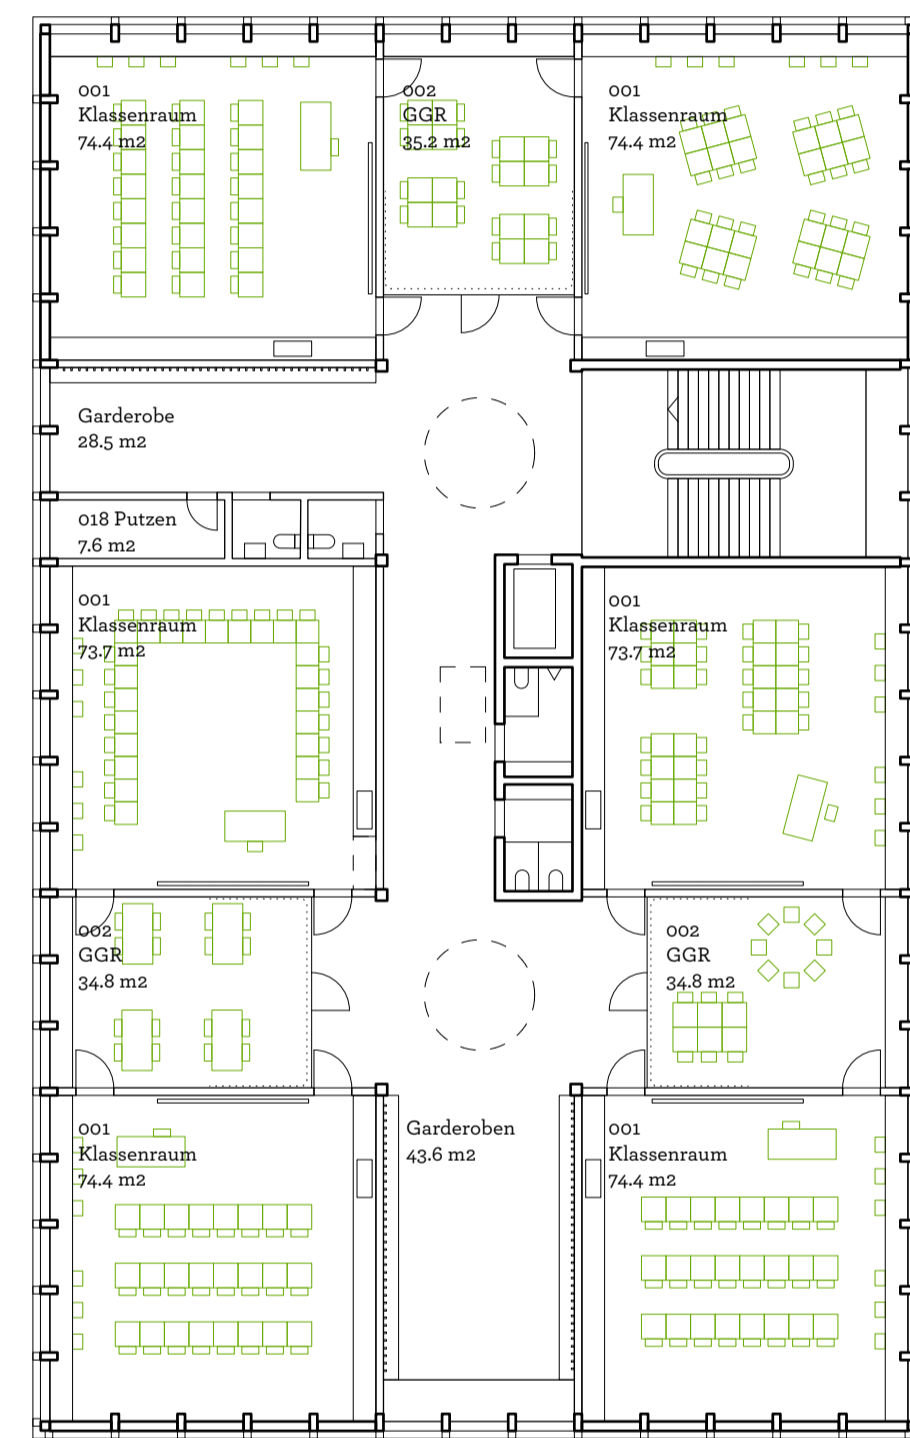 001
Klassenraum
74.4 m2
002
GGR
35.2 m2
001
Klassenraum
74.4 m2
Garderobe
28.5 m2
018 Putzen
7.6 m2
001
Klassenraum
73.7 m2
001
Klassenraum
73.7 m2
002
GGR
34.8 m2
002
GGR
34.8 m2
001
Klassenraum
74.4 m2
Garderoben
43.6 m2
001
Klassenraum
74.4 m2